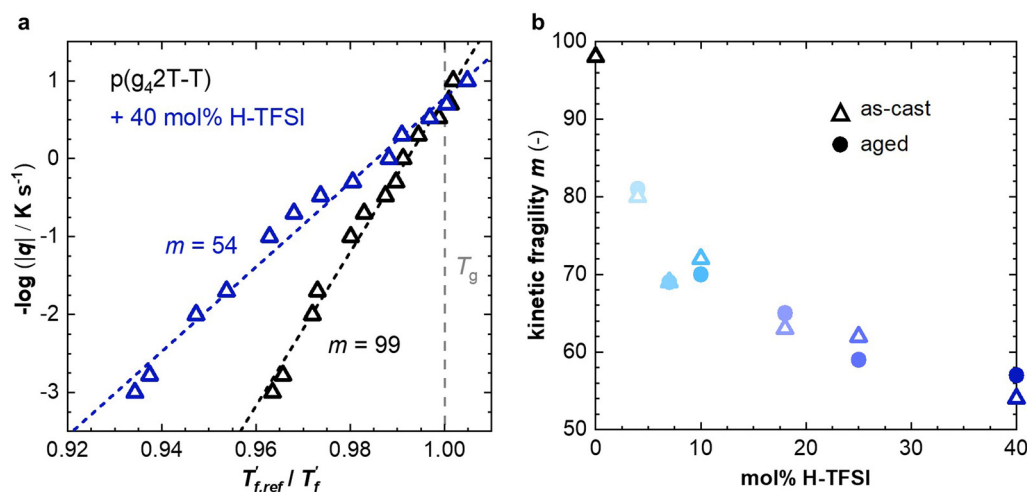 a
p(g₄2T-T)
+ 40 mol% H-TFSI
m = 54
m = 99
Tg
1
0
-1
-2
-3
-log (|q| / K s⁻¹)
0.92 0.94 0.96 0.98 1.00
T′f,ref / T′f
b
as-cast
aged
100
90
80
70
60
50
kinetic fragility m (-)
0 10 20 30 40
mol% H-TFSI